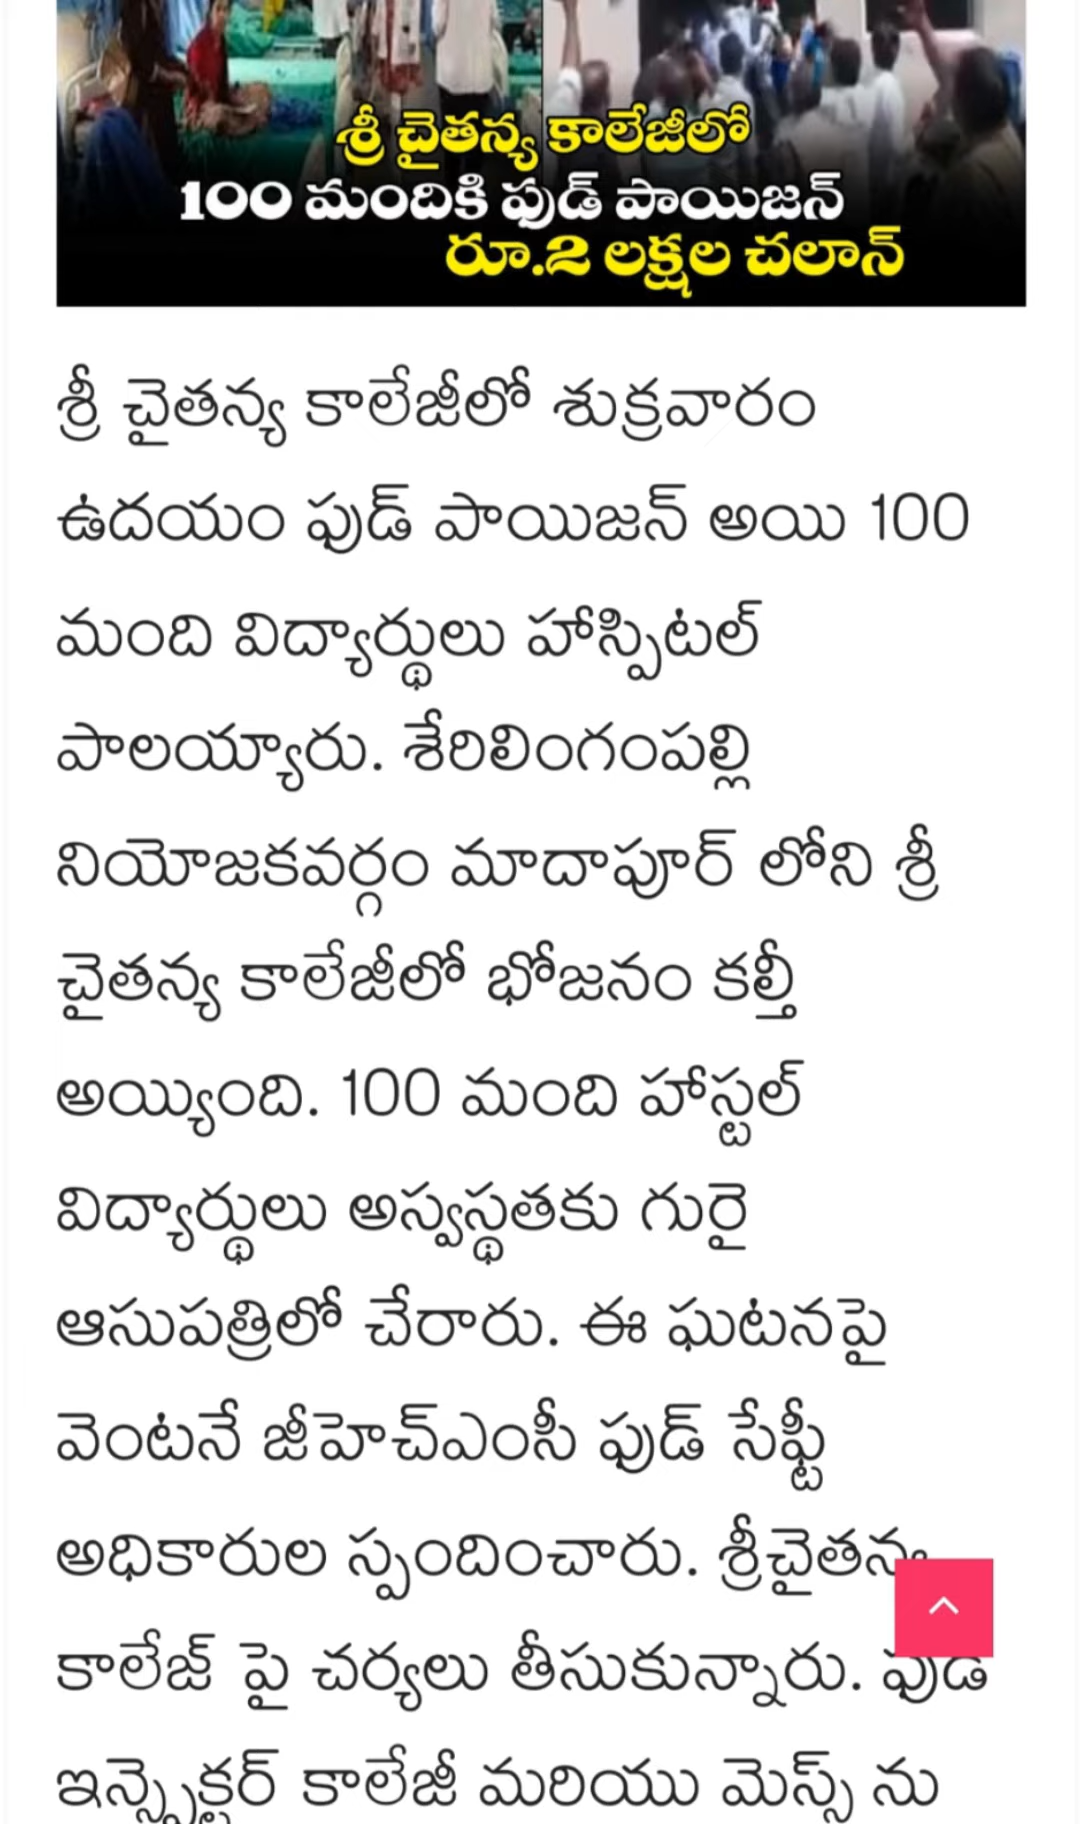 శ్రీ చైతన్య కాలేజీలో
100 మందికి ఫుడ్ పాయిజన్
రూ.2 లక్షల చలాన్
శ్రీ చైతన్య కాలేజీలో శుక్రవారం
ఉదయం ఫుడ్ పాయిజన్ అయి 100
మంది విద్యార్థులు హాస్పిటల్
పాలయ్యారు. శేరిలింగంపల్లి
నియోజకవర్గం మాదాపూర్ లోని శ్రీ
చైతన్య కాలేజీలో భోజనం కల్తీ
అయ్యింది. 100 మంది హాస్టల్
విద్యార్థులు అస్వస్థతకు గురై
ఆసుపత్రిలో చేరారు. ఈ ఘటనపై
వెంటనే జీహెచ్ఎంసీ ఫుడ్ సేఫ్టీ
అధికారుల స్పందించారు. శ్రీచైతన్య
కాలేజ్ పై చర్యలు తీసుకున్నారు. ఫుడ్
ఇన్స్పెక్టర్ కాలేజీ మరియు మెస్స్ ను